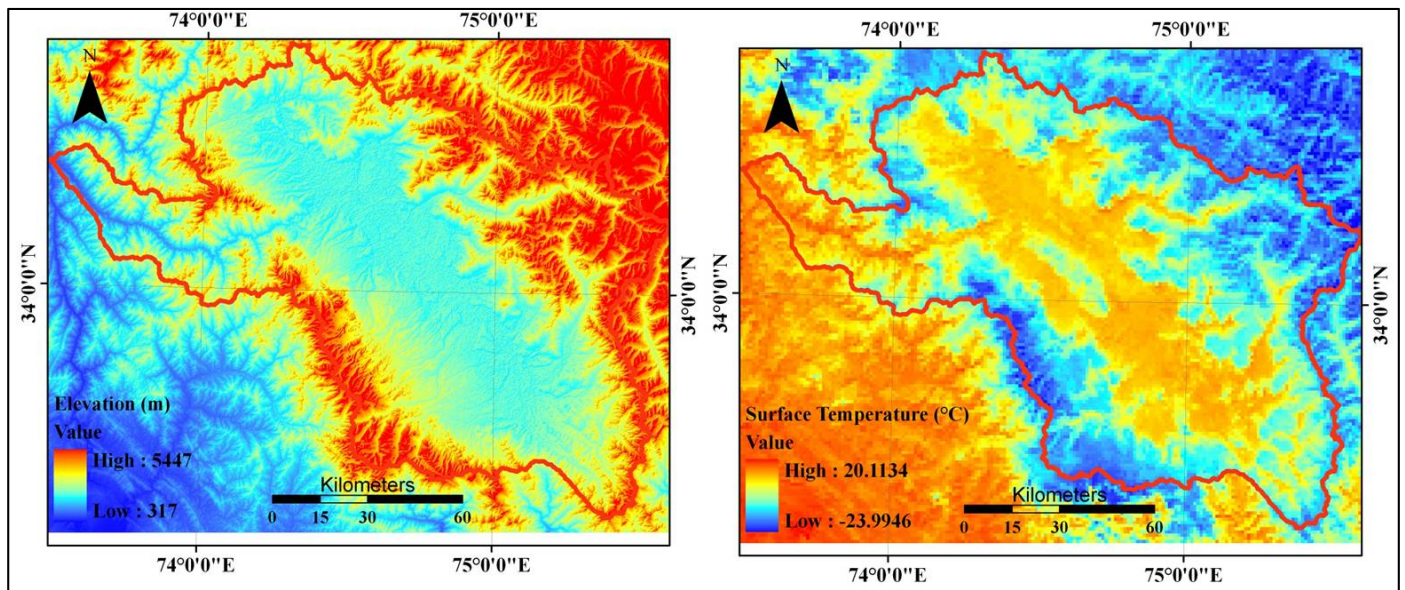 74°0'0"E 75°0'0"E
N
34°0'0"N
34°0'0"N
Elevation (m)
Value
High : 5447
Low : 317
Kilometers
0 15 30 60
74°0'0"E 75°0'0"E
74°0'0"E 75°0'0"E
N
34°0'0"N
34°0'0"N
Surface Temperature (°C)
Value
High : 20.1134
Low : -23.9946
Kilometers
0 15 30 60
74°0'0"E 75°0'0"E